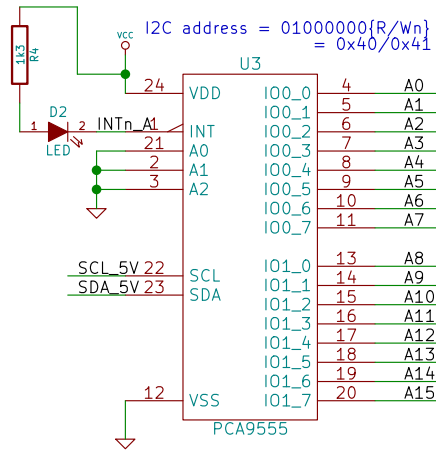 I2C address = 01000000{R/Wn}
= 0x40/0x41
VCC
U3
1k3
R4
24 VDD IO0_0 4 A0
IO0_1 5 A1
D2
1 2 INTn_A 1 INT IO0_2 6 A2
LED
21 A0 IO0_3 7 A3
2 A1 IO0_4 8 A4
3 A2 IO0_5 9 A5
IO0_6 10 A6
IO0_7 11 A7
IO1_0 13 A8
SCL_5V 22 SCL IO1_1 14 A9
SDA_5V 23 SDA IO1_2 15 A10
IO1_3 16 A11
IO1_4 17 A12
IO1_5 18 A13
IO1_6 19 A14
12 VSS IO1_7 20 A15
PCA9555